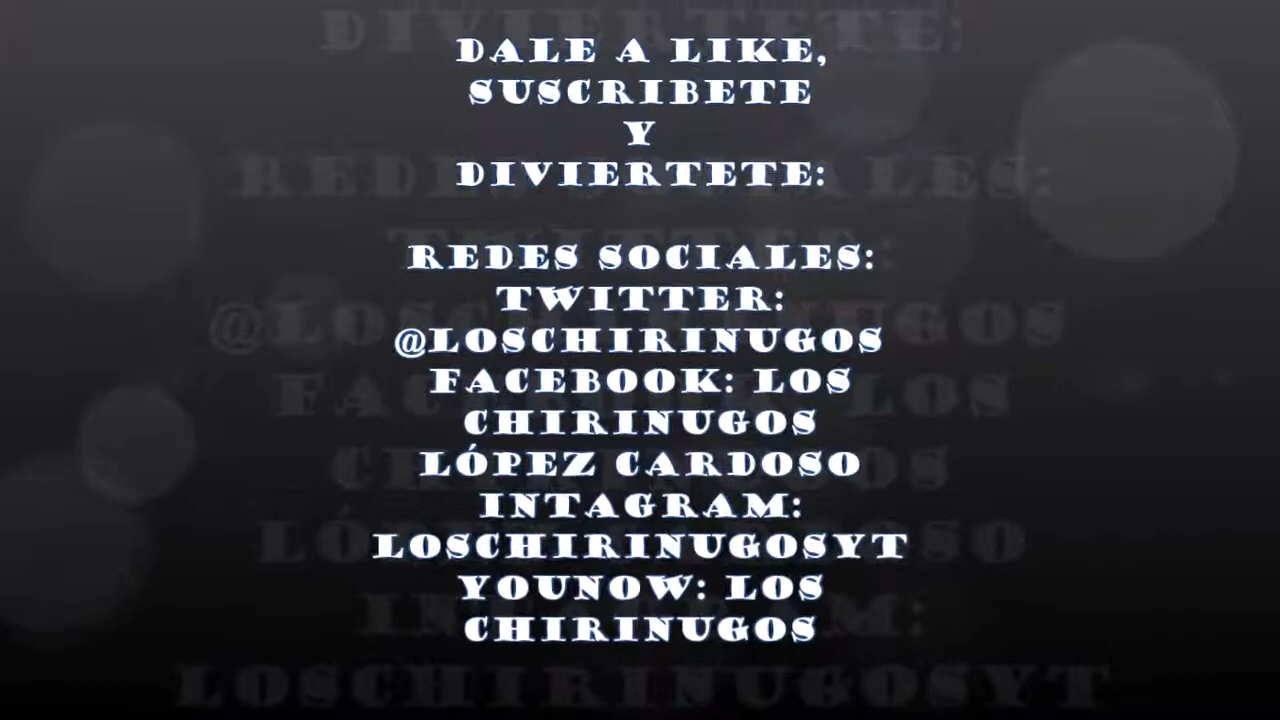 DALE A LIKE,
SUSCRIBETE
Y
DIVIERTETE:
REDES SOCIALES:
TWITTER:
@LOSCHIRINUGOS
FACEBOOK: LOS
CHIRINUGOS
LÓPEZ CARDOSO
INTAGRAM:
LOSCHIRINUGOSYT
YOUNOW: LOS
CHIRINUGOS